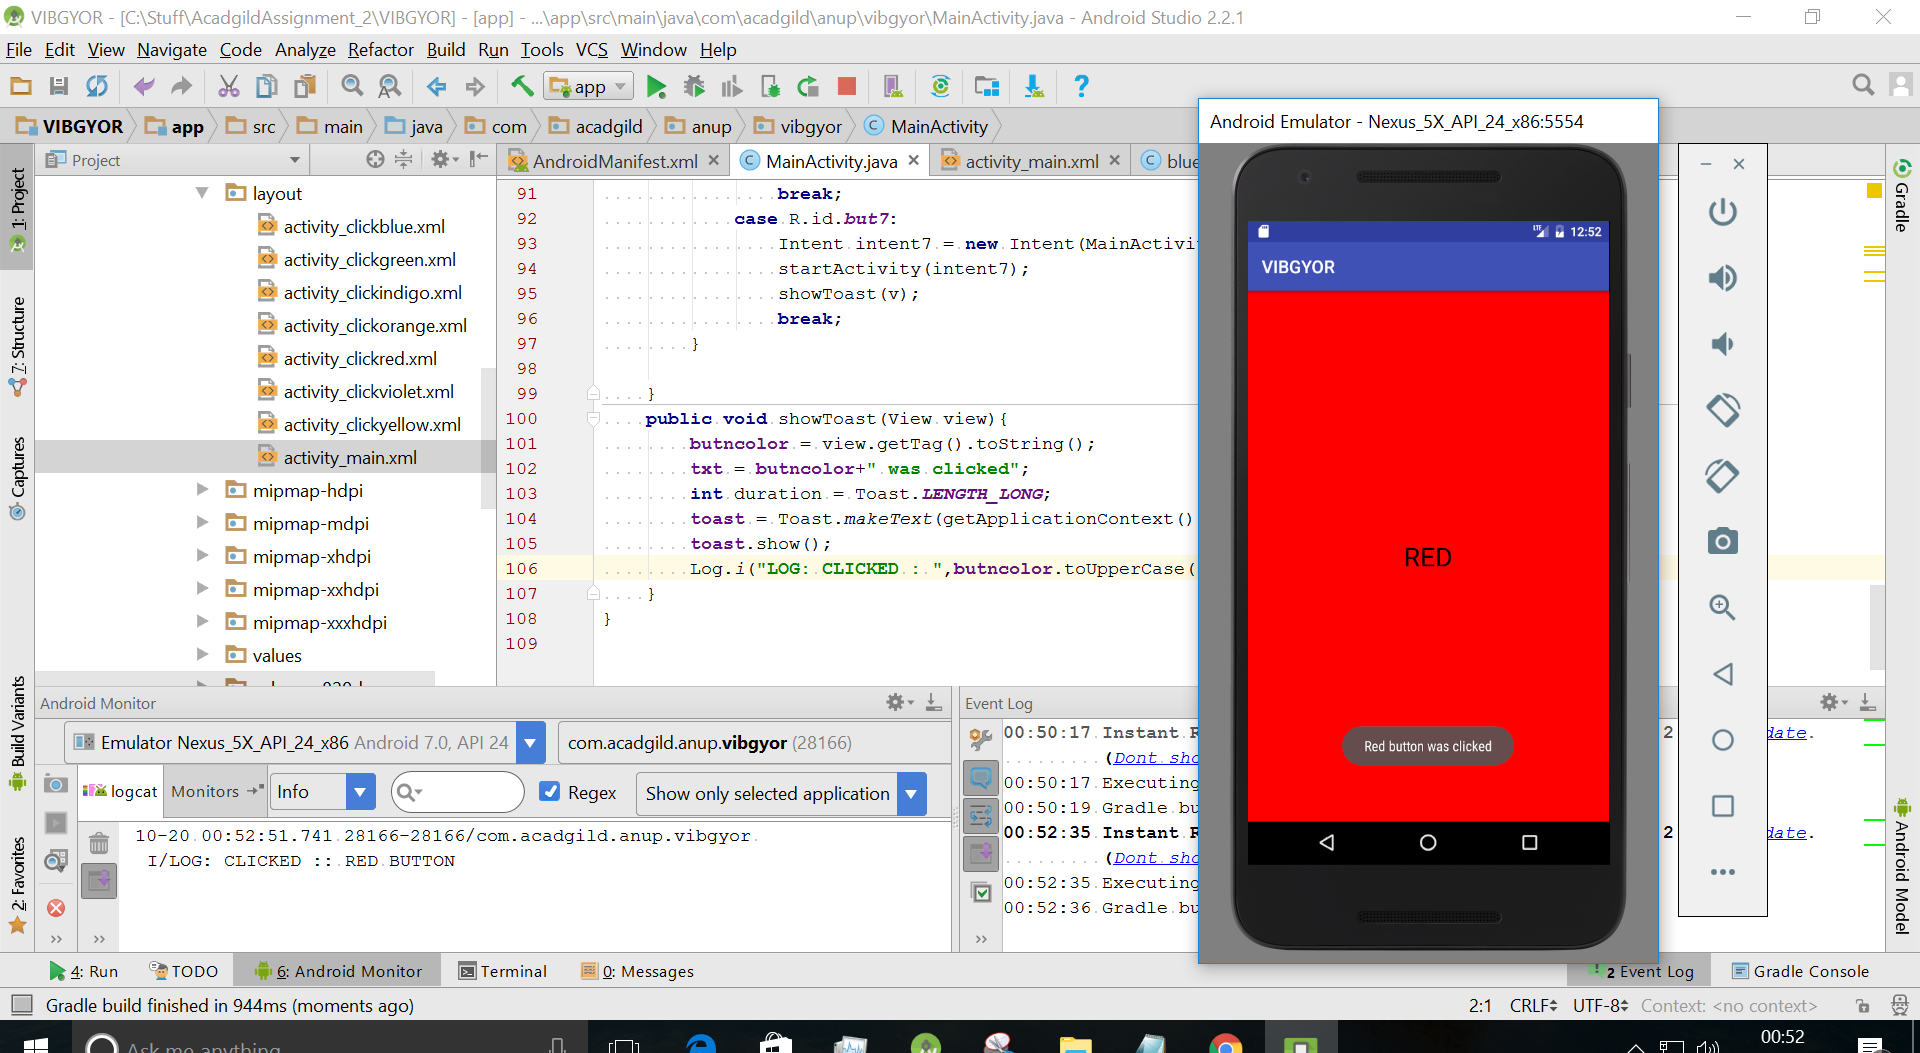 VIBGYOR - [C:\Stuff\AcadgildAssignment_2\VIBGYOR] - [app] - ...\app\src\main\java\com\acadgild\anup\vibgyor\MainActivity.java - Android Studio 2.2.1
File Edit View Navigate Code Analyze Refactor Build Run Tools VCS Window Help
app
VIBGYOR app src main java com acadgild anup vibgyor MainActivity
Project
AndroidManifest.xml MainActivity.java activity_main.xml blue
1: Project
7: Structure
Captures
Build Variants
2: Favorites
layout
activity_clickblue.xml
activity_clickgreen.xml
activity_clickindigo.xml
activity_clickorange.xml
activity_clickred.xml
activity_clickviolet.xml
activity_clickyellow.xml
activity_main.xml
mipmap-hdpi
mipmap-mdpi
mipmap-xhdpi
mipmap-xxhdpi
mipmap-xxxhdpi
values
91 break;
92 case R.id.but7:
93 Intent intent7 = new Intent(MainActivi
94 startActivity(intent7);
95 showToast(v);
96 break;
97 }
98
99 }
100 public void showToast(View view){
101 butncolor = view.getTag().toString();
102 txt = butncolor+" was clicked";
103 int duration = Toast.LENGTH_LONG;
104 toast = Toast.makeText(getApplicationContext()
105 toast.show();
106 Log.i("LOG: CLICKED : ",butncolor.toUpperCase(
107 }
108 }
109
Android Emulator - Nexus_5X_API_24_x86:5554
LTE 12:52
VIBGYOR
RED
Red button was clicked
Gradle
Android Model
Android Monitor
Emulator Nexus_5X_API_24_x86 Android 7.0, API 24
com.acadgild.anup.vibgyor (28166)
logcat Monitors Info Regex Show only selected application
10-20 00:52:51.741 28166-28166/com.acadgild.anup.vibgyor
I/LOG: CLICKED :: RED BUTTON
Event Log
00:50:17 Instant R 2 date.
(Dont sho
00:50:17 Executing
00:50:19 Gradle bu
00:52:35 Instant R 2 date.
(Dont sho
00:52:35 Executing
00:52:36 Gradle bu
4: Run TODO 6: Android Monitor Terminal 0: Messages 2 Event Log Gradle Console
Gradle build finished in 944ms (moments ago) 2:1 CRLF UTF-8 Context: <no context>
Ask me anything 00:52